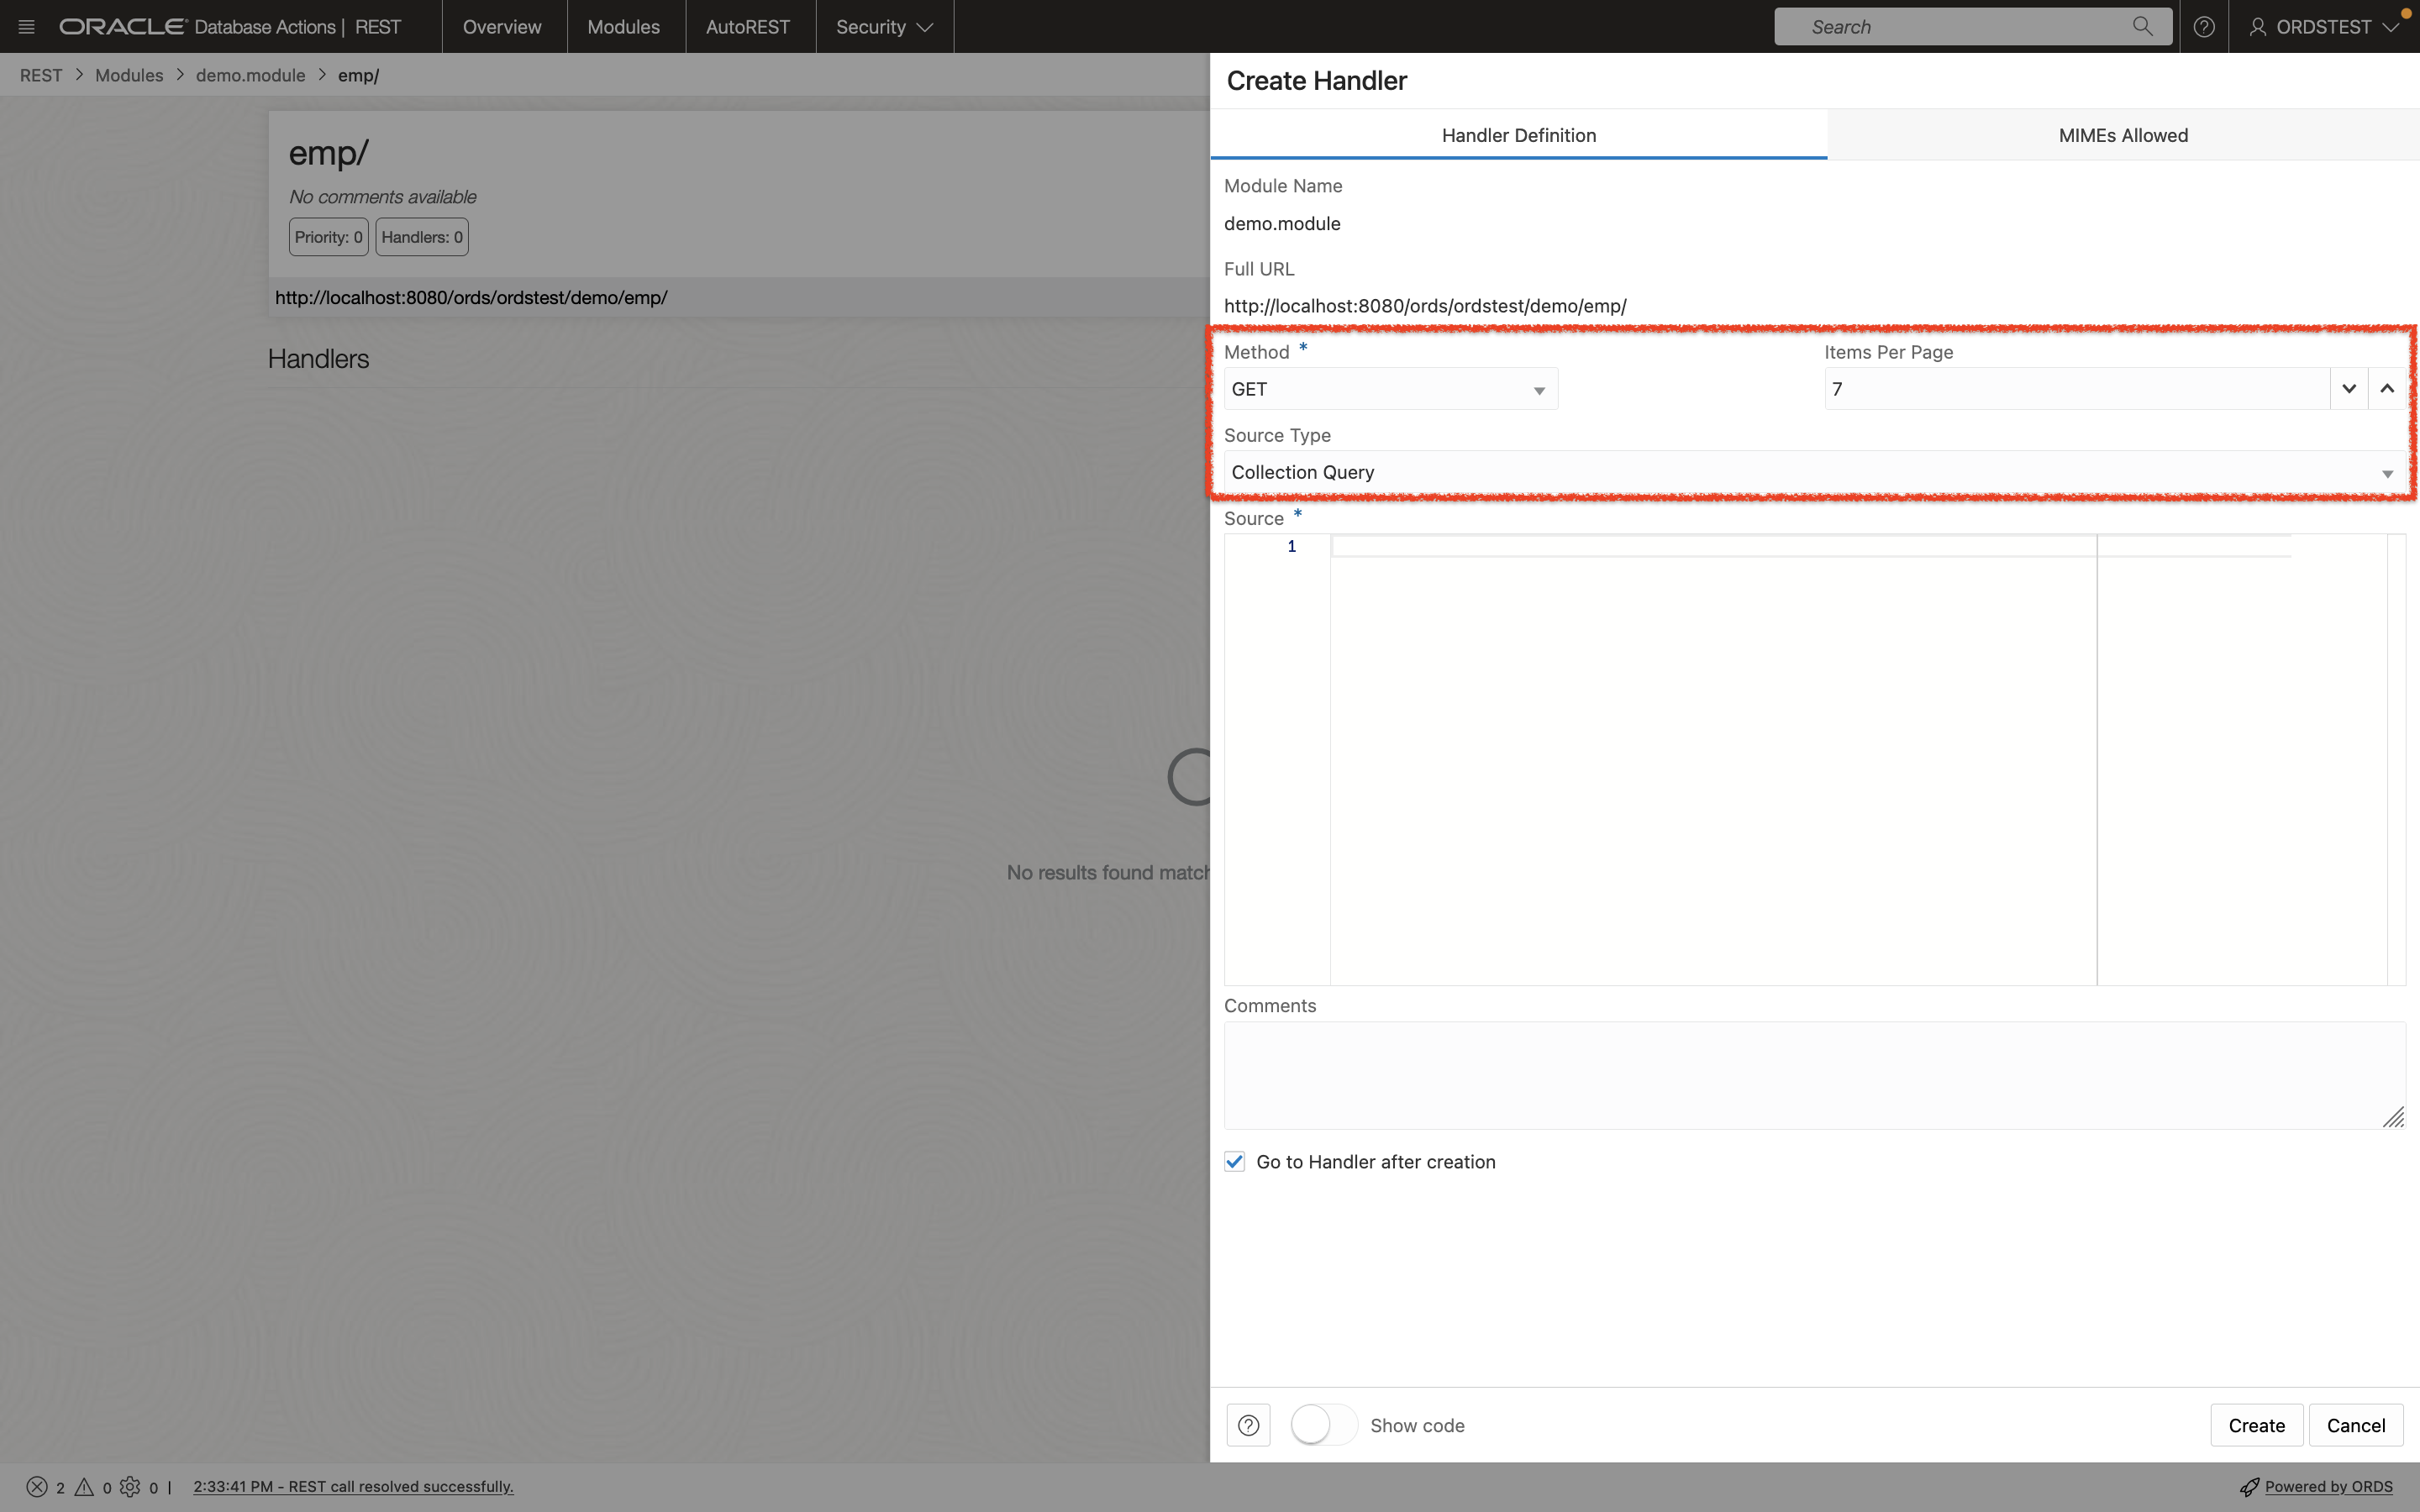 ORACLE Database Actions | REST
Overview
Modules
AutoREST
Security
Search
ORDSTEST
REST > Modules > demo.module > emp/
emp/
No comments available
Priority: 0
Handlers: 0
http://localhost:8080/ords/ordstest/demo/emp/
Handlers
No results found match
Create Handler
Handler Definition
MIMEs Allowed
Module Name
demo.module
Full URL
http://localhost:8080/ords/ordstest/demo/emp/
Method *
Items Per Page
GET
7
Source Type
Collection Query
Source *
1
Comments
Go to Handler after creation
Show code
Create
Cancel
2 0 0 | 2:33:41 PM - REST call resolved successfully.
Powered by ORDS